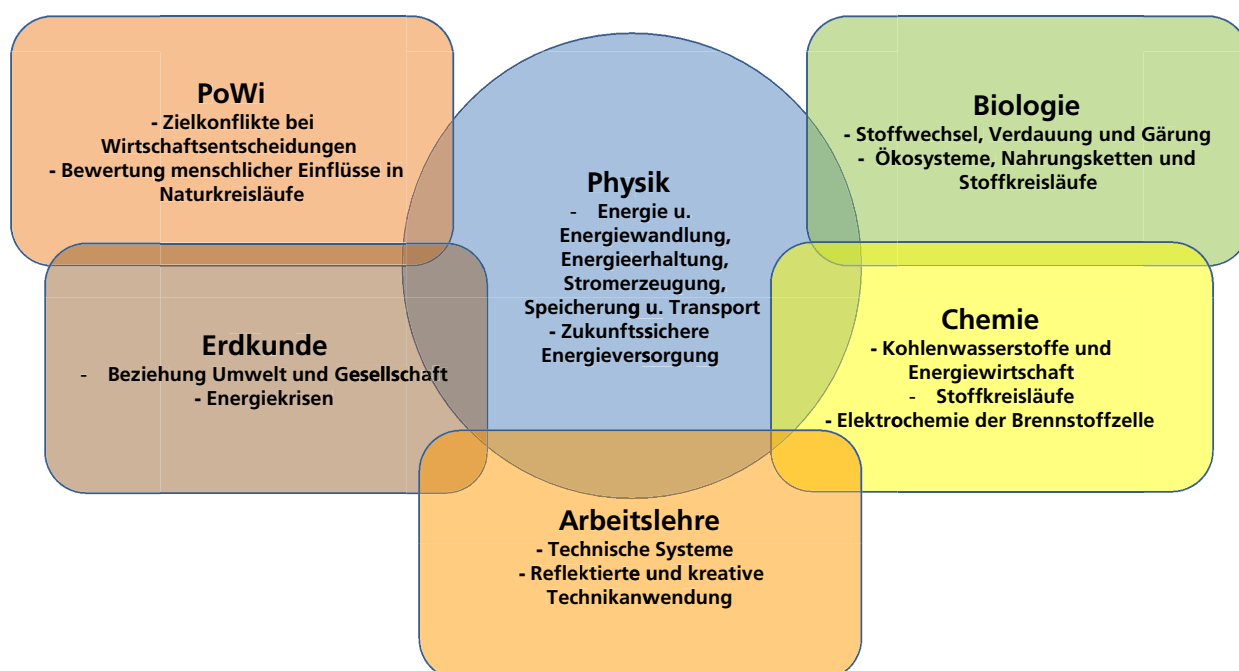 PoWi
- Zielkonflikte bei
Wirtschaftsentscheidungen
- Bewertung menschlicher Einflüsse in
Naturkreisläufe
Physik
- Energie u.
Energiewandlung,
Energieerhaltung,
Stromerzeugung,
Speicherung u. Transport
- Zukunftssichere
Energieversorgung
Biologie
- Stoffwechsel, Verdauung und Gärung
- Ökosysteme, Nahrungsketten und
Stoffkreisläufe
Erdkunde
- Beziehung Umwelt und Gesellschaft
- Energiekrisen
Chemie
- Kohlenwasserstoffe und
Energiewirtschaft
- Stoffkreisläufe
- Elektrochemie der Brennstoffzelle
Arbeitslehre
- Technische Systeme
- Reflektierte und kreative
Technikanwendung